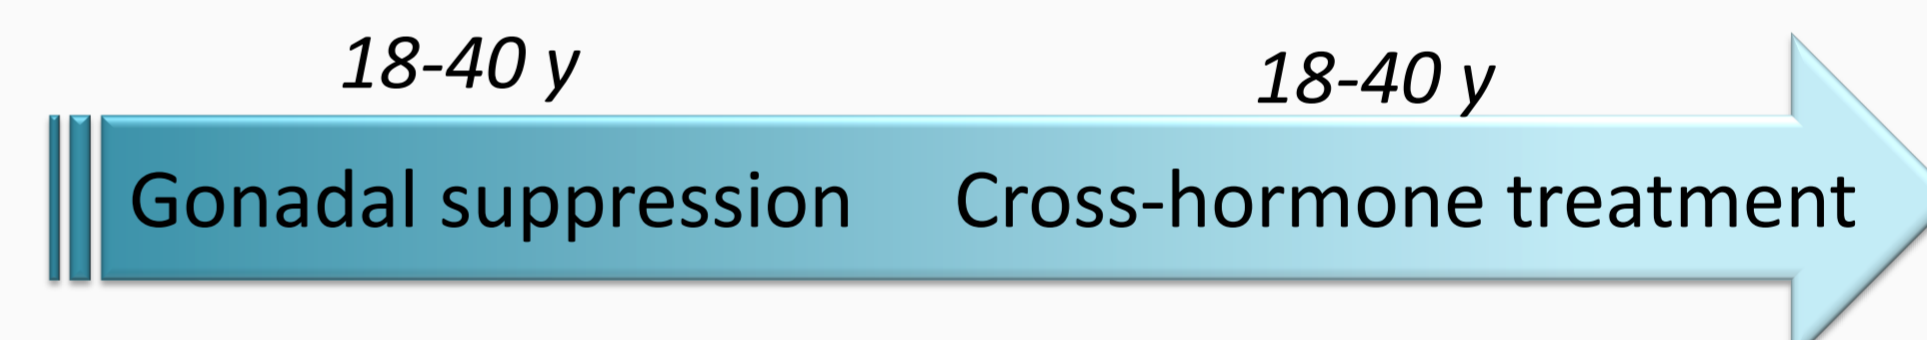 18-40 y 18-40 y
Gonadal suppression Cross-hormone treatment